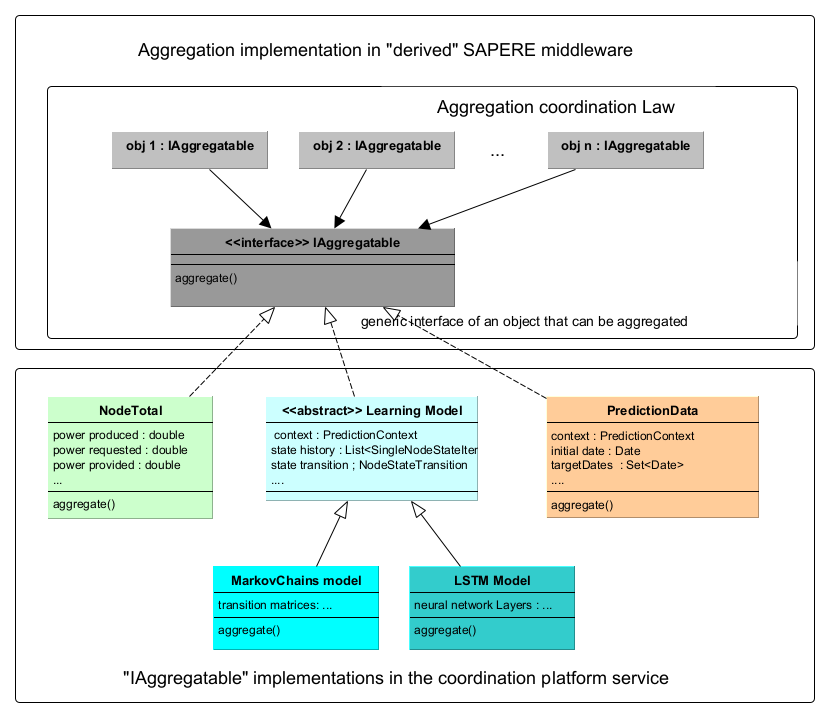 Aggregation implementation in "derived" SAPERE middleware
Aggregation coordination Law
obj 1 : IAggregatable
obj 2 : IAggregatable
...
obj n : IAggregatable
<<interface>> IAggregatable
aggregate()
generic interface of an object that can be aggregated
NodeTotal
power produced : double
power requested : double
power provided : double
...
aggregate()
<<abstract>> Learning Model
context : PredictionContext
state history : List<SingleNodeStateIter
state transition ; NodeStateTransition
....
PredictionData
context : PredictionContext
initial date : Date
targetDates : Set<Date>
....
aggregate()
MarkovChains model
transition matrices: ...
aggregate()
LSTM Model
neural network Layers : ...
aggregate()
"IAggregatable" implementations in the coordination platform service